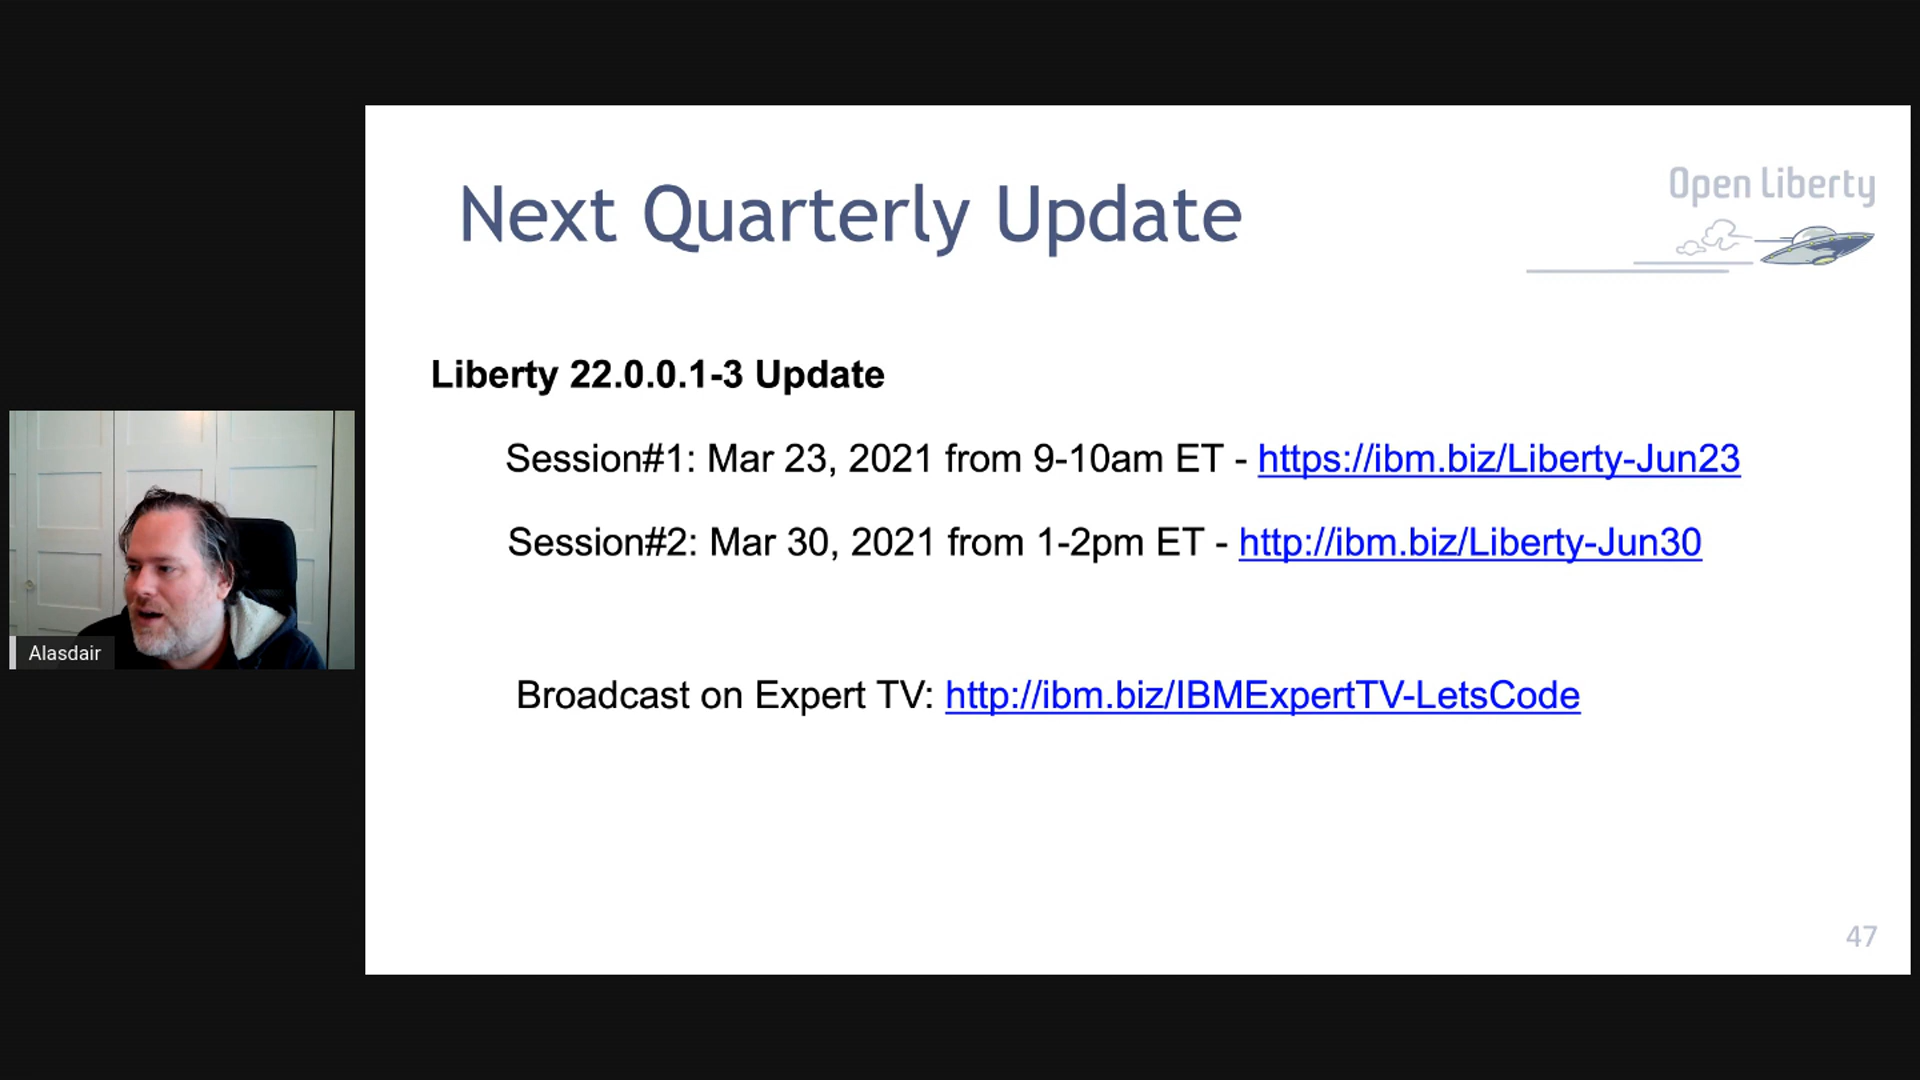 Next Quarterly Update
Open Liberty
Liberty 22.0.0.1-3 Update
Session#1: Mar 23, 2021 from 9-10am ET - https://ibm.biz/Liberty-Jun23
Session#2: Mar 30, 2021 from 1-2pm ET - http://ibm.biz/Liberty-Jun30
Broadcast on Expert TV: http://ibm.biz/IBMExpertTV-LetsCode
Alasdair
47